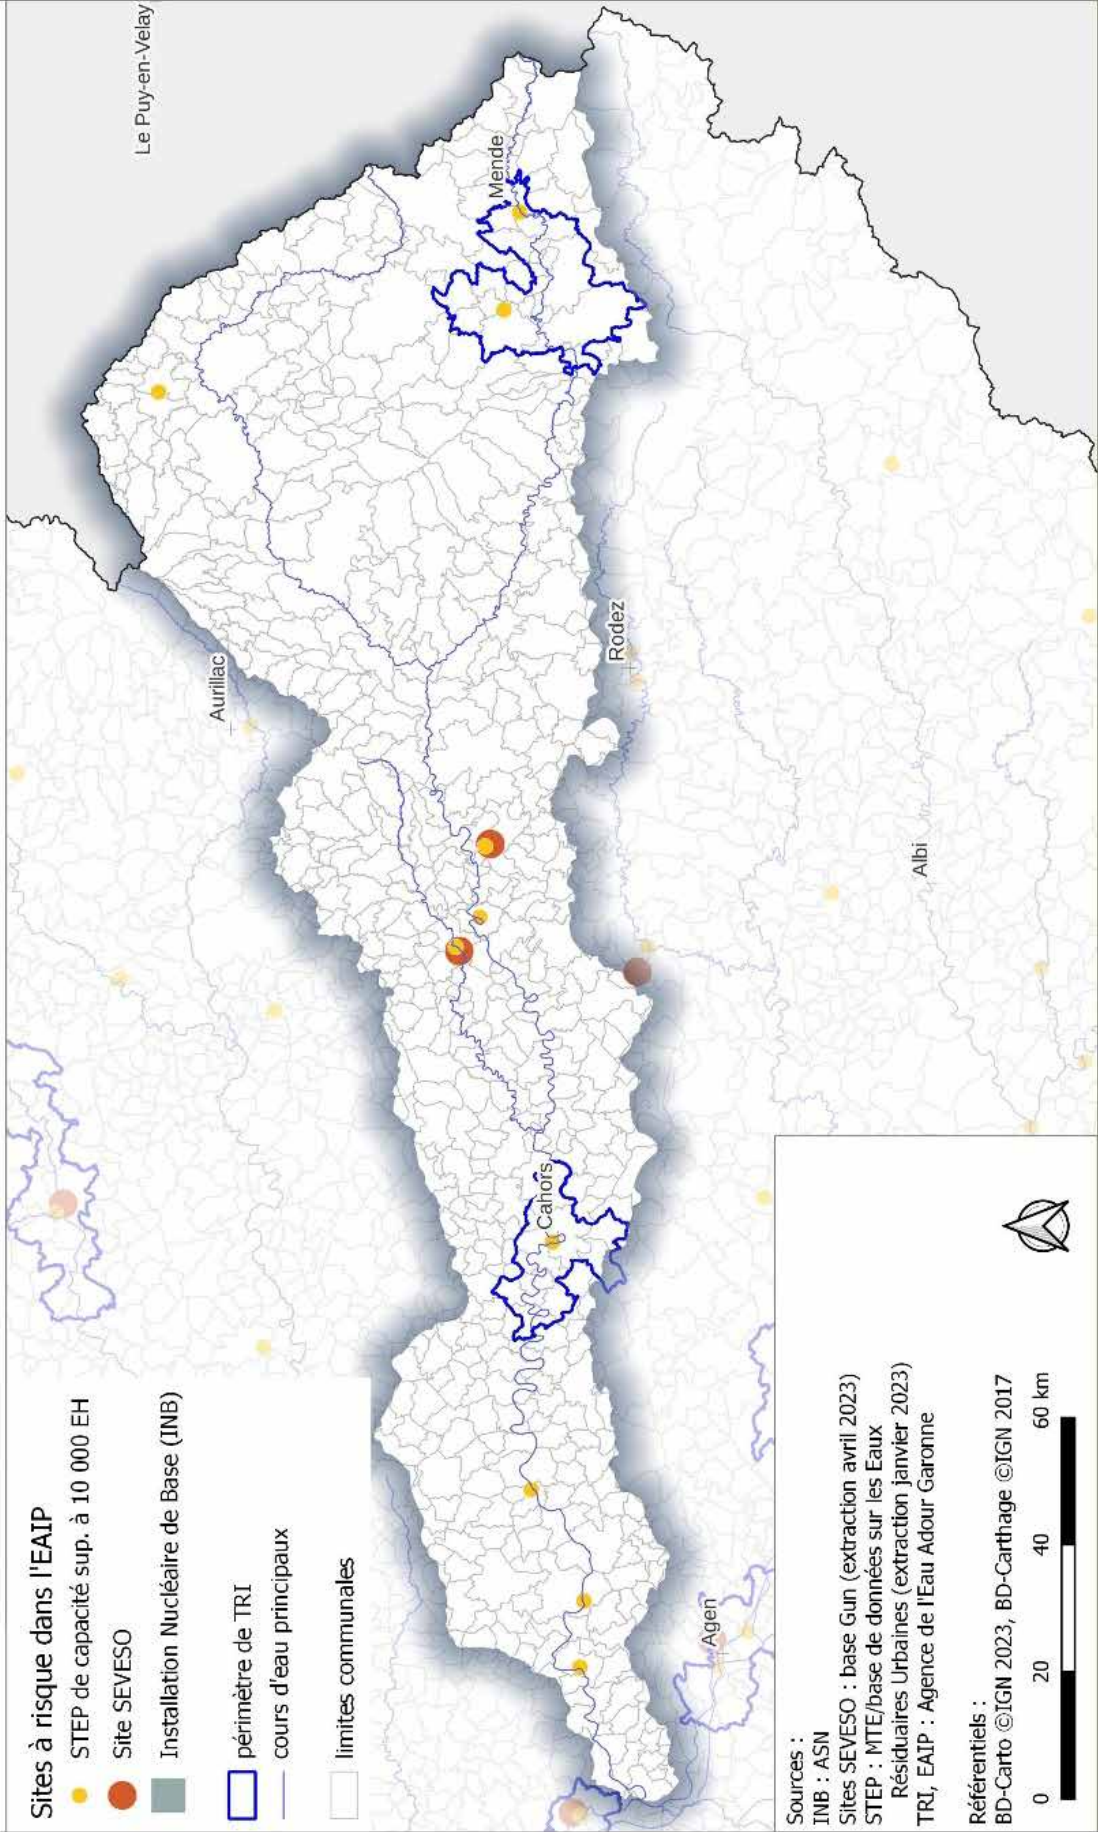 Sites à risque dans l'EAIP
STEP de capacité sup. à 10 000 EH
Site SEVESO
Installation Nucléaire de Base (INB)
périmètre de TRI
cours d'eau principaux
limites communales
Le Puy-en-Velay
Aurillac
Mende
Rodez
Cahors
Albi
Agen
Sources :
INB : ASN
Sites SEVESO : base Gun (extraction avril 2023)
STEP : MTE/base de données sur les Eaux
Résiduaires Urbaines (extraction janvier 2023)
TRI, EAIP : Agence de l'Eau Adour Garonne
Référentiels :
BD-Carto ©IGN 2023, BD-Carthage ©IGN 2017
0 20 40 60 km